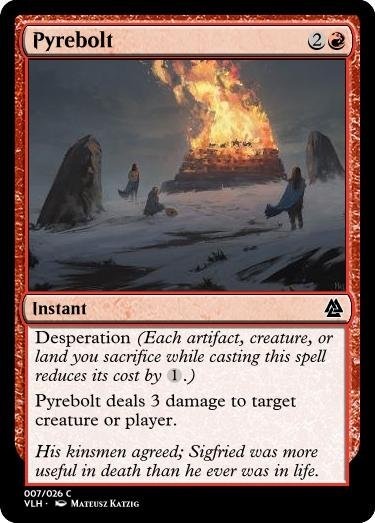 Pyrebolt 2
Instant
Desperation (Each artifact, creature, or
land you sacrifice while casting this spell
reduces its cost by 1.)
Pyrebolt deals 3 damage to target
creature or player.
His kinsmen agreed; Sigfried was more
useful in death than he ever was in life.
007/026 C
VLH · Mateusz Katzig